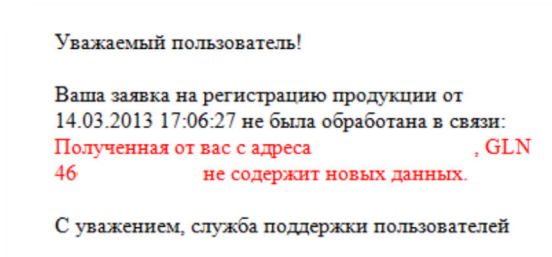 Уважаемый пользователь!
Ваша заявка на регистрацию продукции от
14.03.2013 17:06:27 не была обработана в связи:
Полученная от вас с адреса , GLN
46 не содержит новых данных.
С уважением, служба поддержки пользователей